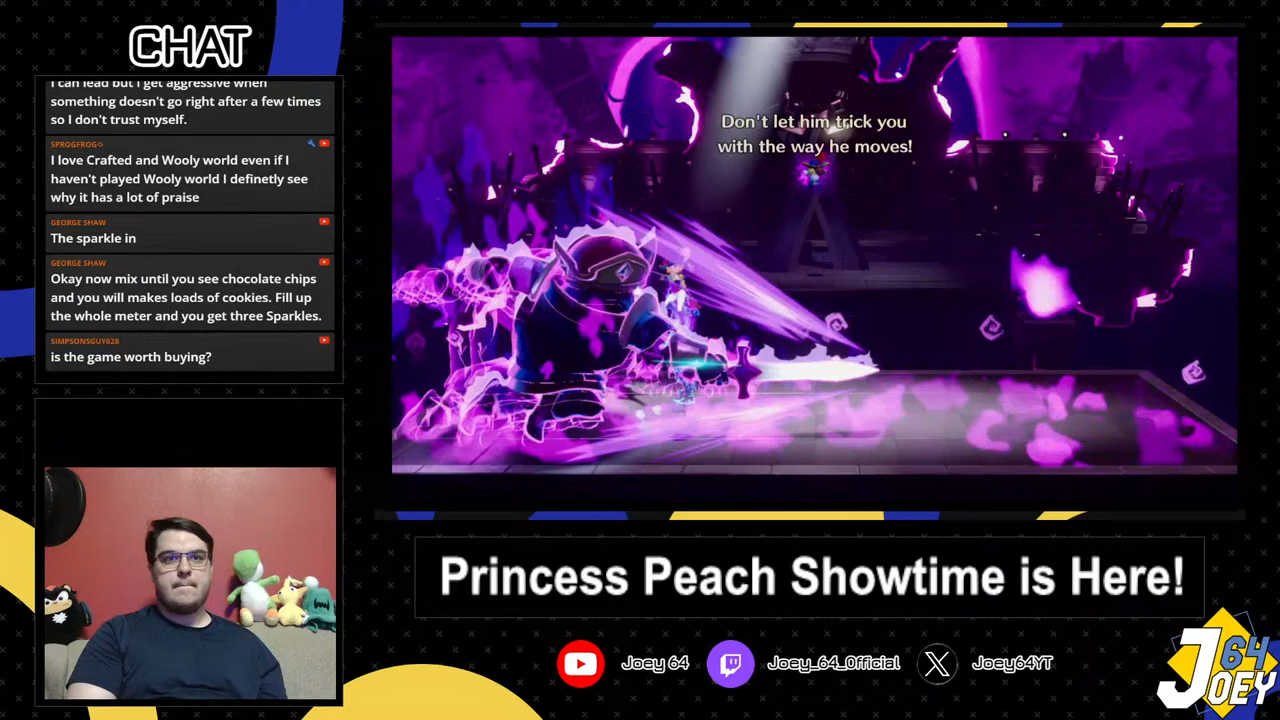 CHAT
I can lead but I get aggressive when
something doesn't go right after a few times
so I don't trust myself.
SPROGFROG
I love Crafted and Wooly world even if I
haven't played Wooly world I definetly see
why it has a lot of praise
GEORGE SHAW
The sparkle in
GEORGE SHAW
Okay now mix until you see chocolate chips
and you will makes loads of cookies. Fill up
the whole meter and you get three Sparkles.
SIMPSONSGUY628
is the game worth buying?
Don't let him trick you
with the way he moves!
Princess Peach Showtime is Here!
Joey 64
Joey_64_Official
Joey64YT
64
JOEY